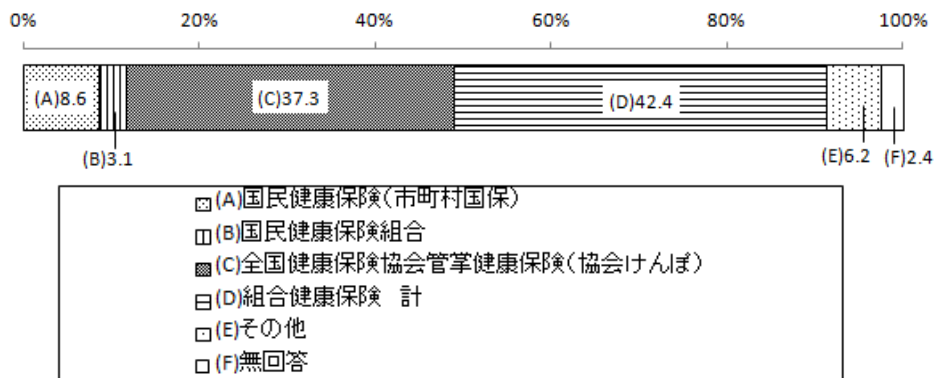 0% 20% 40% 60% 80% 100%
(A)8.6 (C)37.3 (D)42.4
(B)3.1 (E)6.2 (F)2.4
(A)国民健康保険(市町村国保)
(B)国民健康保険組合
(C)全国健康保険協会管掌健康保険(協会けんぽ)
(D)組合健康保険 計
(E)その他
(F)無回答